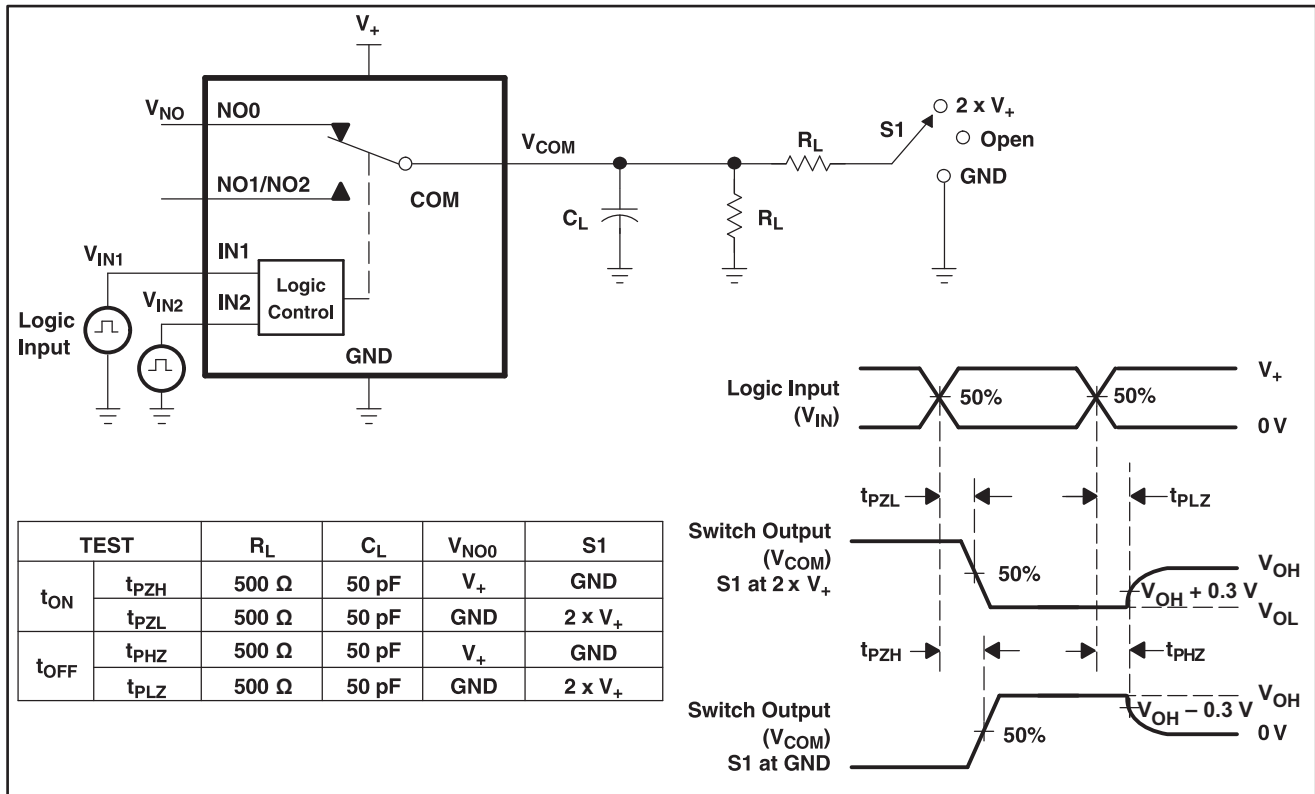 V+
VNO
NO0
NO1/NO2
COM
VCOM
CL
RL
RL
S1
2 x V+
Open
GND
VIN1
IN1
VIN2
IN2
Logic
Control
Logic
Input
GND
Logic Input
(VIN)
50%
50%
V+
0 V
tPZL
tPLZ
Switch Output
(VCOM)
S1 at 2 x V+
50%
VOH
VOH + 0.3 V
VOL
tPZH
tPHZ
Switch Output
(VCOM)
S1 at GND
50%
VOH
VOH – 0.3 V
0 V
TEST RL CL VNO0 S1
tON tPZH 500 Ω 50 pF V+ GND
tPZL 500 Ω 50 pF GND 2 x V+
tOFF tPHZ 500 Ω 50 pF V+ GND
tPLZ 500 Ω 50 pF GND 2 x V+